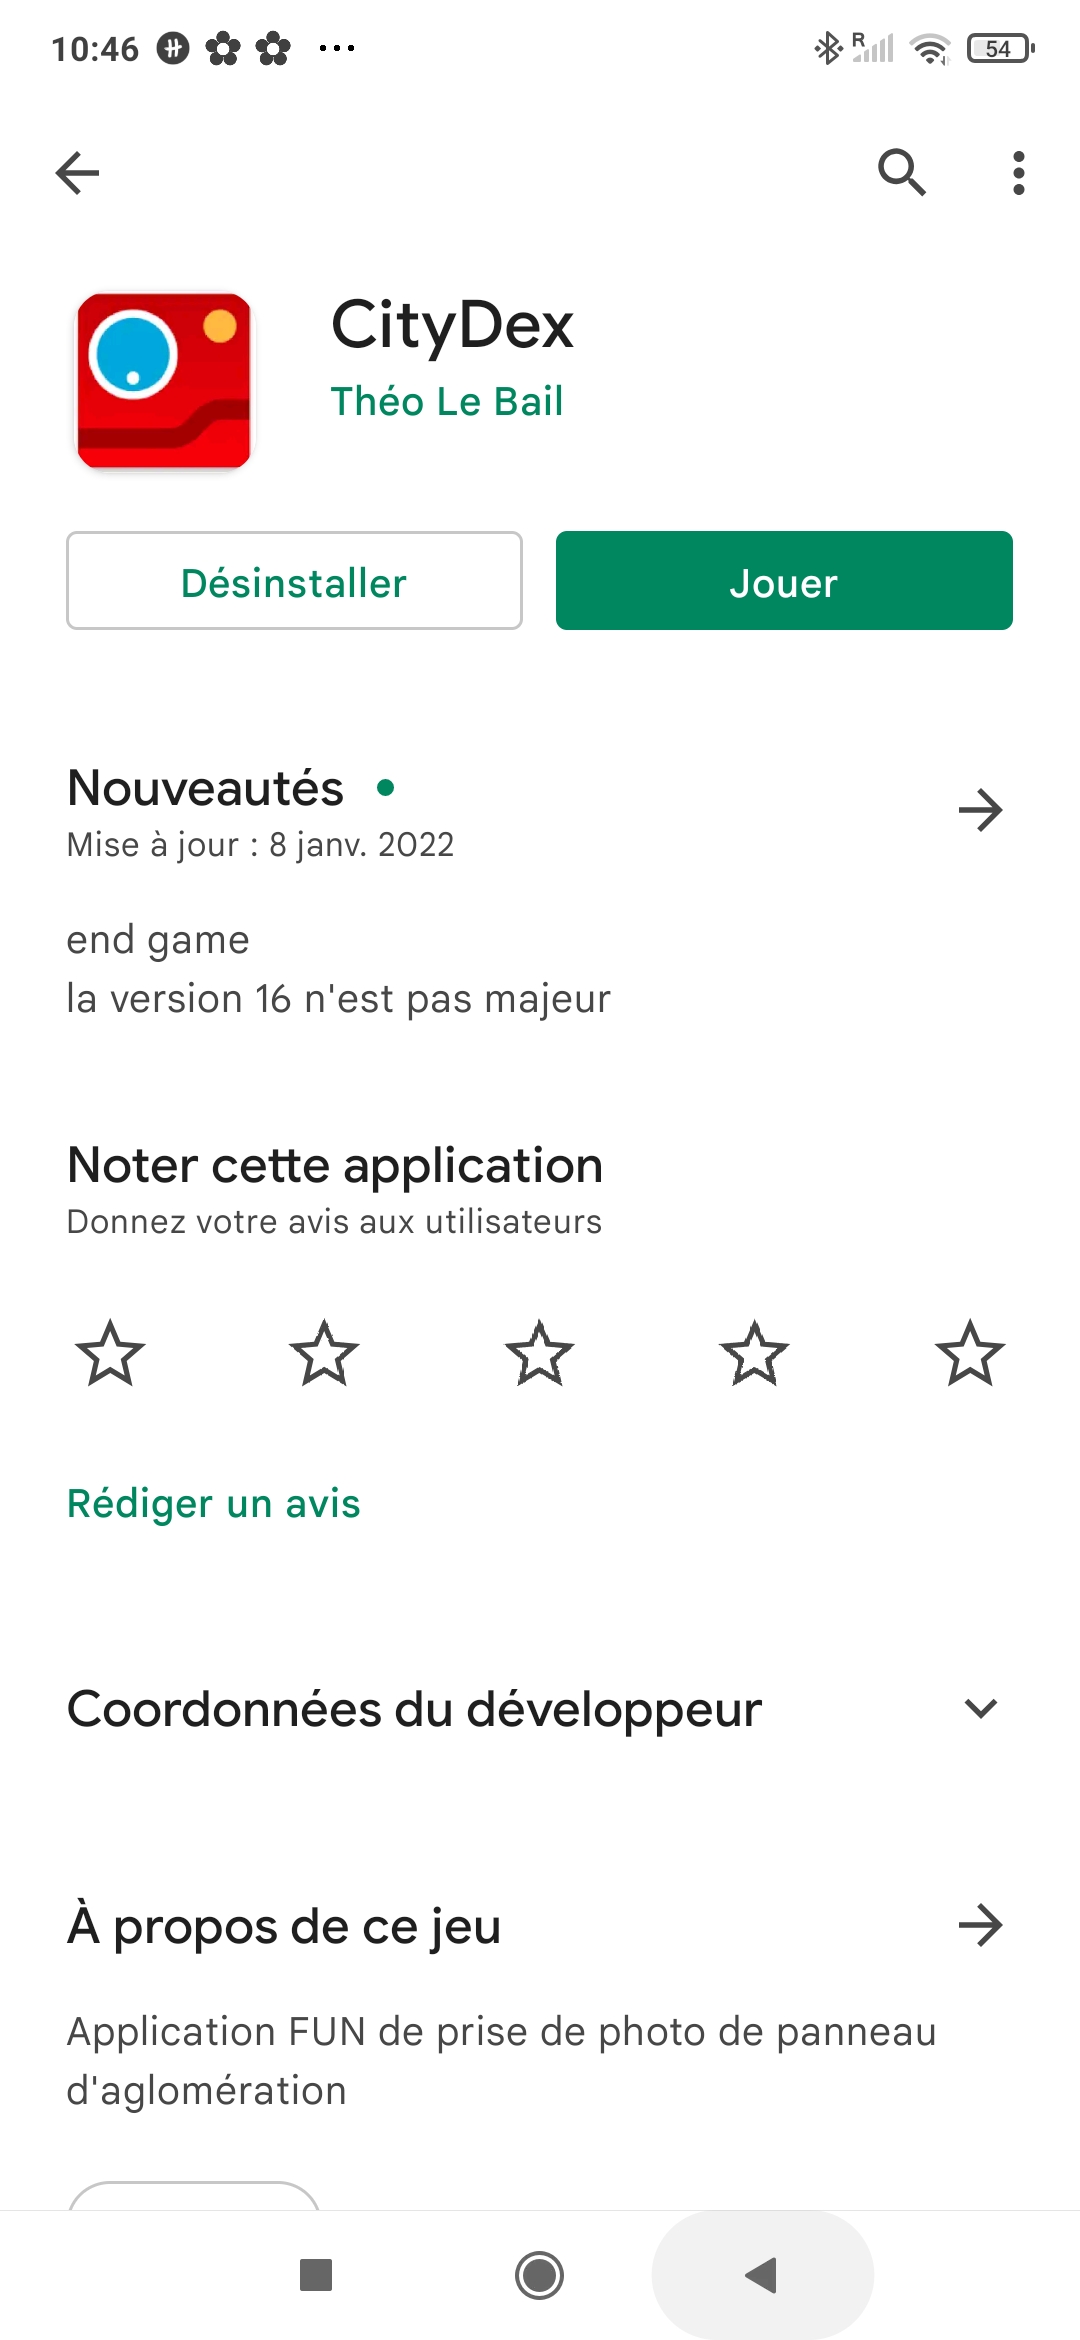 10:46
R
54
CityDex
Théo Le Bail
Désinstaller
Jouer
Nouveautés
Mise à jour : 8 janv. 2022
end game
la version 16 n'est pas majeur
Noter cette application
Donnez votre avis aux utilisateurs
Rédiger un avis
Coordonnées du développeur
À propos de ce jeu
Application FUN de prise de photo de panneau
d'aglomération